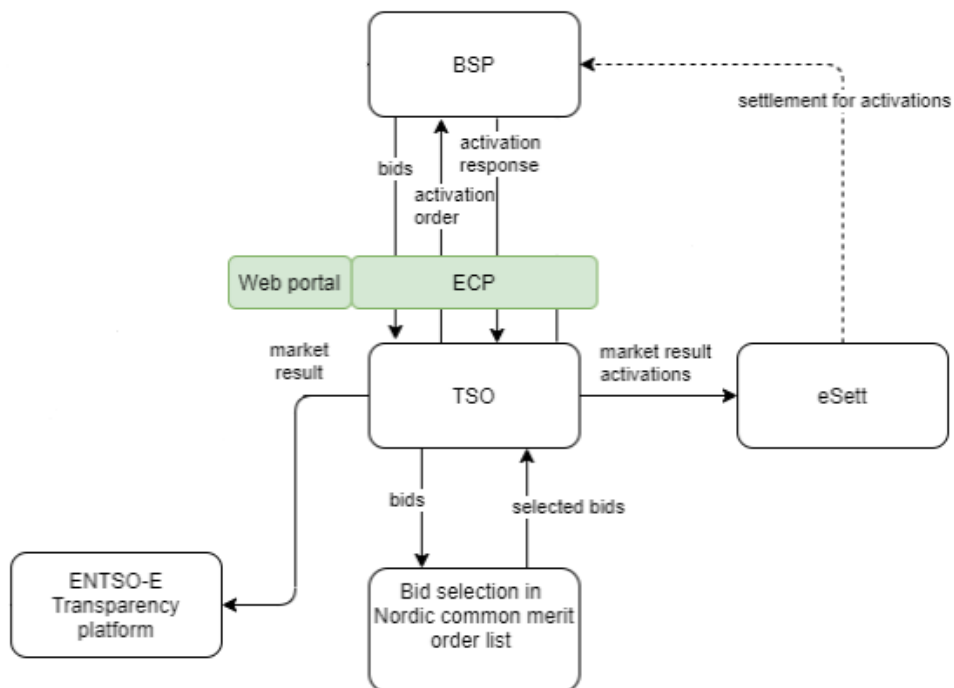 BSP
settlement for activations
activation
response
bids
activation
order
Web portal
ECP
market
result
TSO
market result
activations
eSett
bids
selected bids
ENTSO-E
Transparency
platform
Bid selection in
Nordic common merit
order list